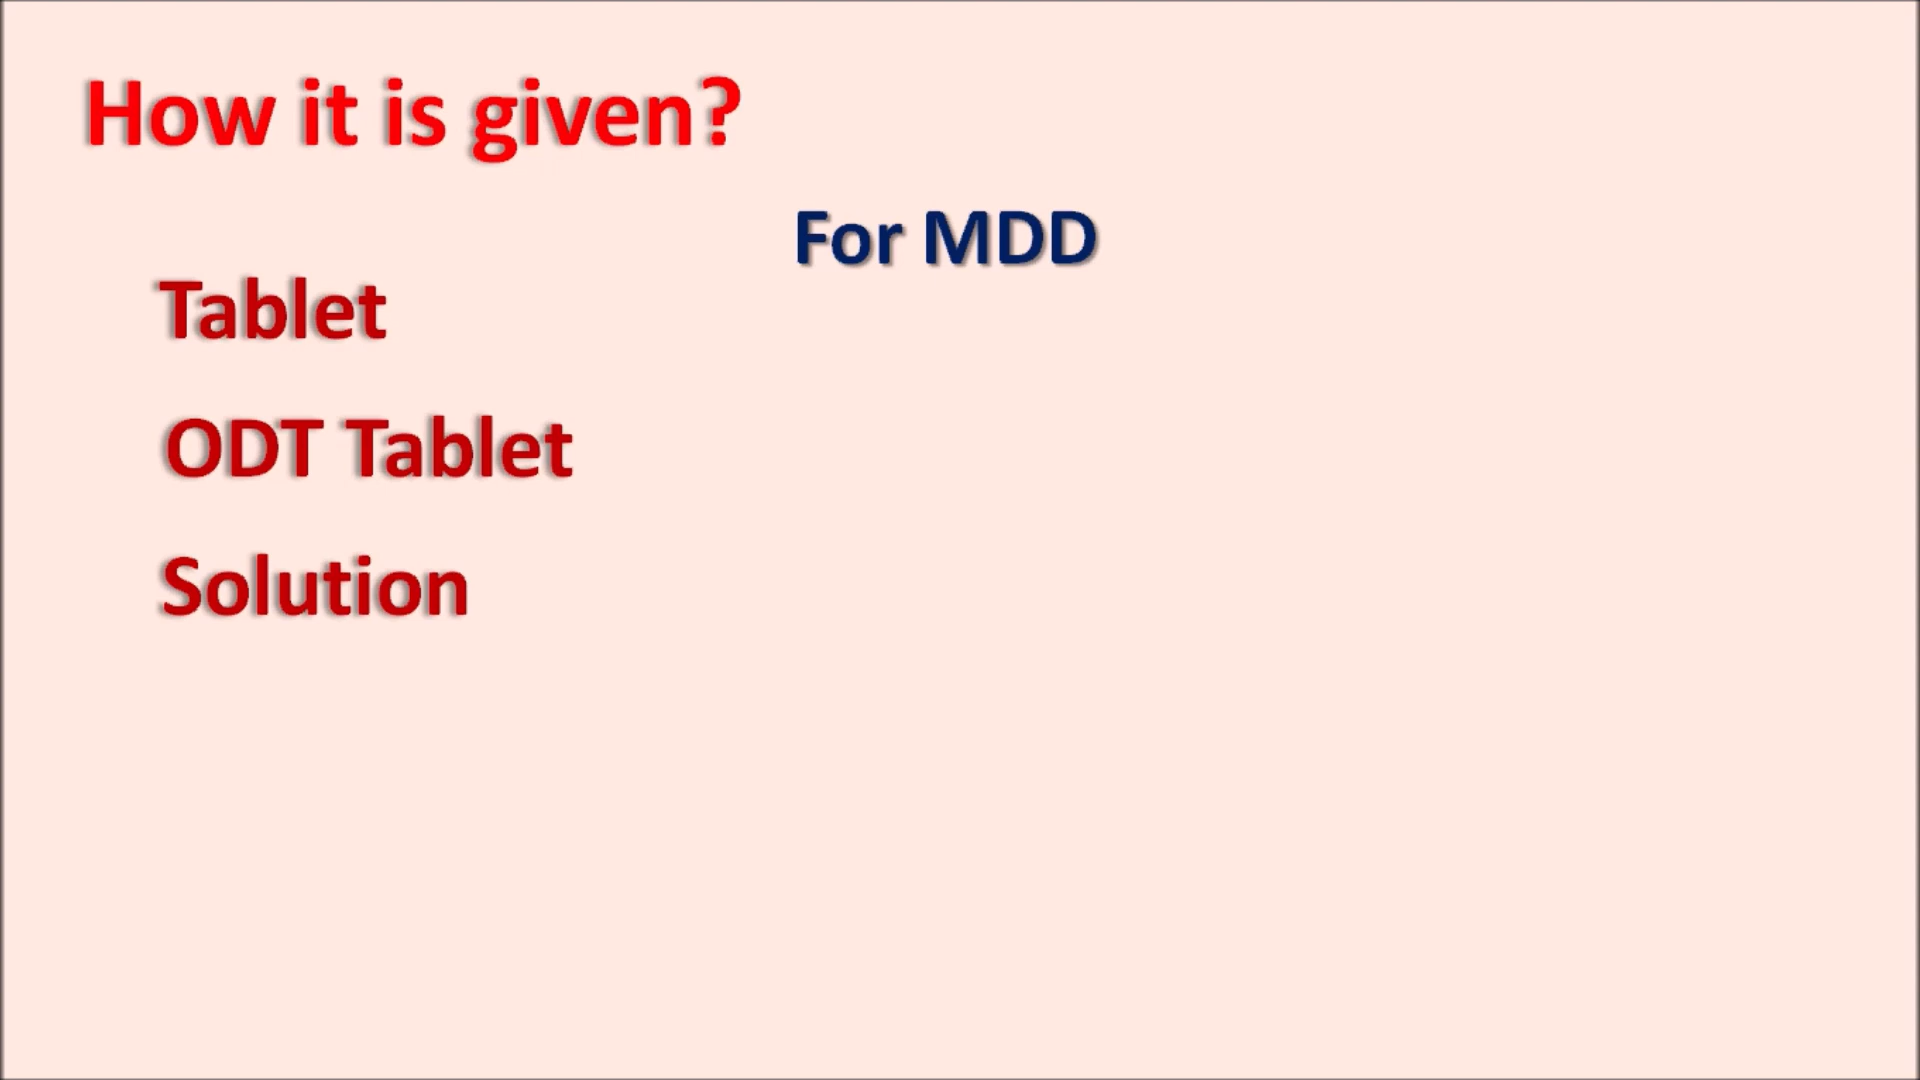 How it is given?
For MDD
Tablet
ODT Tablet
Solution